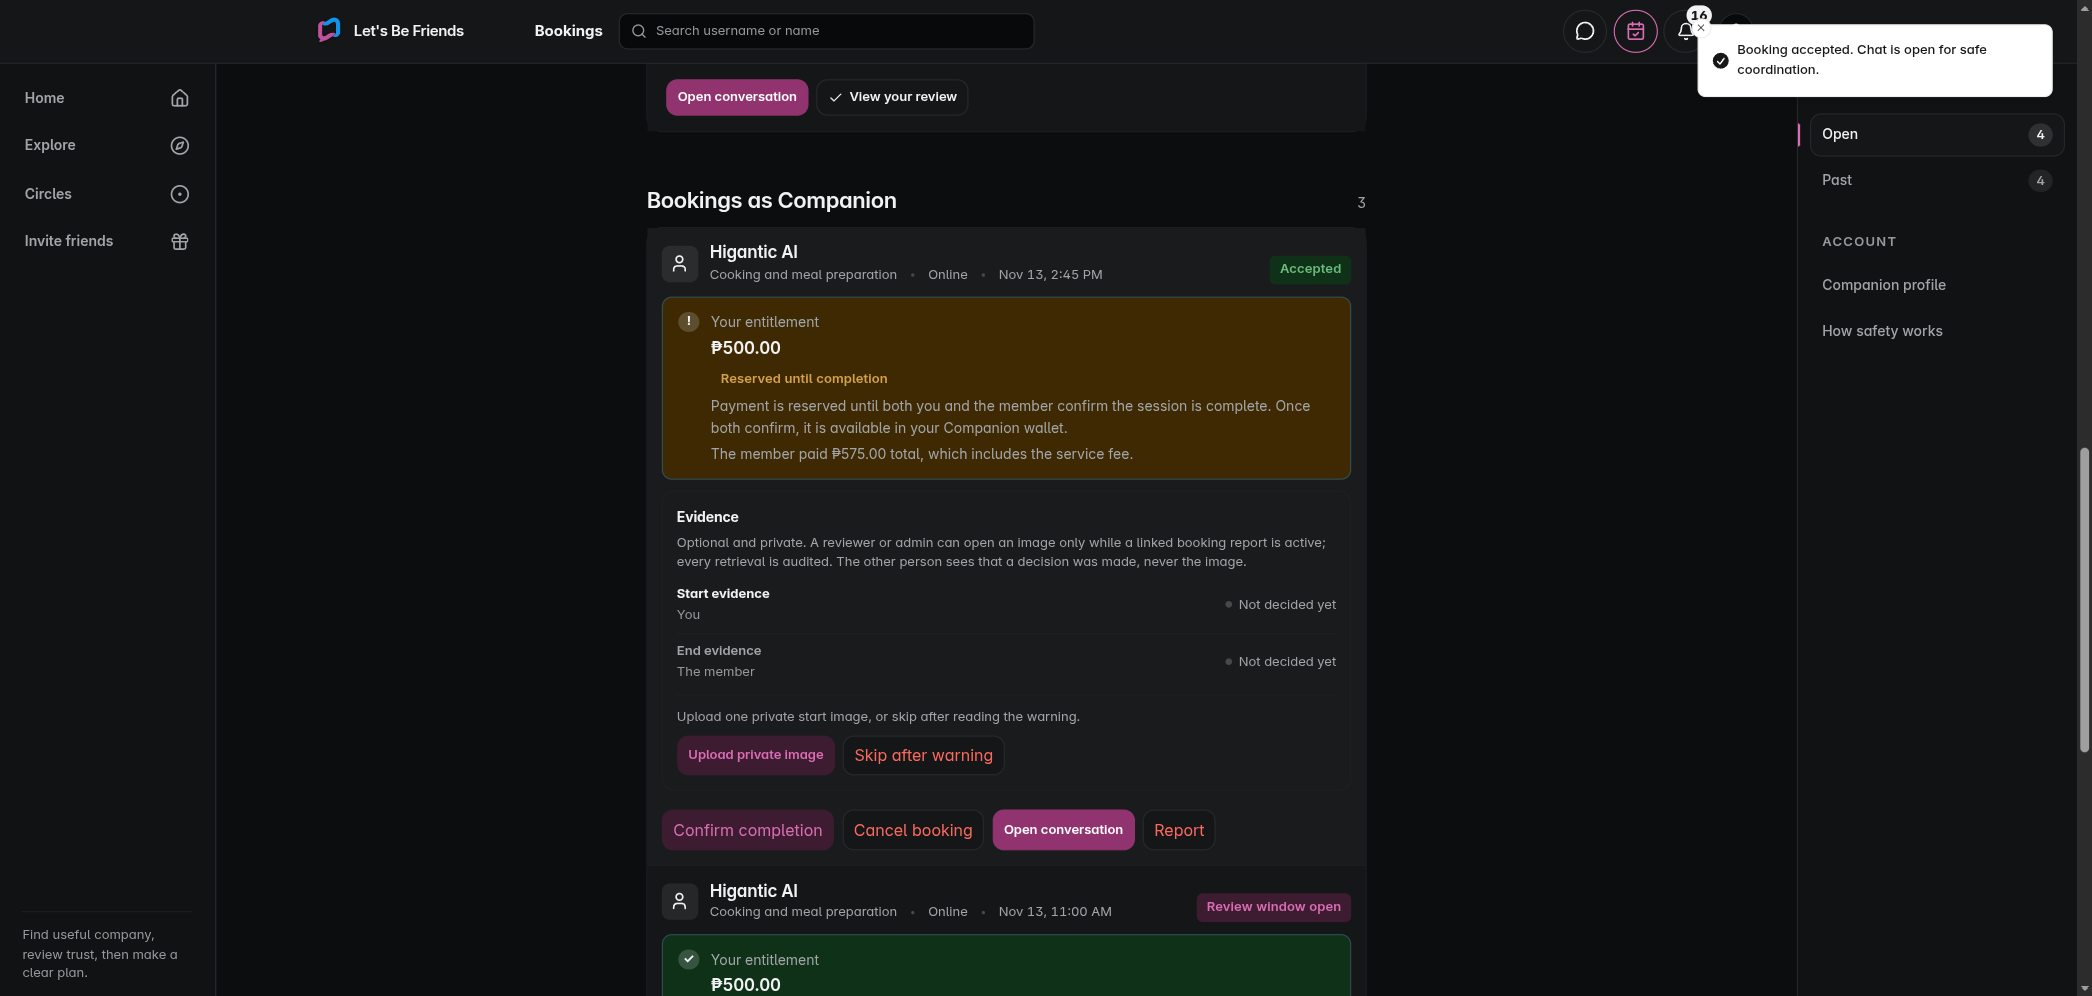 Let's Be Friends
Bookings
Search username or name
16
Booking accepted. Chat is open for safe
coordination.
Home
Explore
Circles
Invite friends
Open conversation
View your review
Open
4
Past
4
ACCOUNT
Companion profile
How safety works
Bookings as Companion
3
Higantic AI
Cooking and meal preparation • Online • Nov 13, 2:45 PM
Accepted
Your entitlement
₱500.00
Reserved until completion
Payment is reserved until both you and the member confirm the session is complete. Once
both confirm, it is available in your Companion wallet.
The member paid ₱575.00 total, which includes the service fee.
Evidence
Optional and private. A reviewer or admin can open an image only while a linked booking report is active;
every retrieval is audited. The other person sees that a decision was made, never the image.
Start evidence
You
Not decided yet
End evidence
The member
Not decided yet
Upload one private start image, or skip after reading the warning.
Upload private image
Skip after warning
Confirm completion
Cancel booking
Open conversation
Report
Higantic AI
Cooking and meal preparation • Online • Nov 13, 11:00 AM
Review window open
Your entitlement
₱500.00
Find useful company,
review trust, then make a
clear plan.